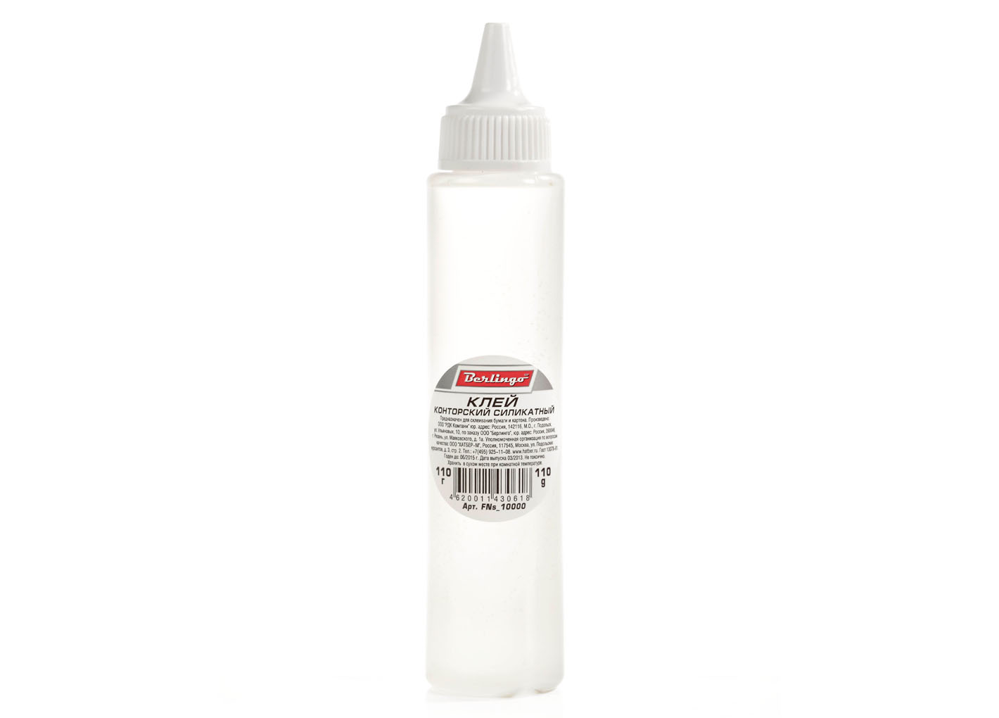 Berlingo
КЛЕЙ
КОНТОРСКИЙ СИЛИКАТНЫЙ
Предназначен для склеивания бумаги и картона. Произведено:
ООО "РДК Компани" юр. адрес: Россия, 142116, М.О., г. Подольск,
ул. Ульяновых, 10, по заказу ООО "Берлинго", юр. адрес: Россия, 390046,
г. Рязань, ул. Маяковского, д. 1а. Уполномоченная организация по вопросам
качества: ООО "ХАТБЕР-М", Россия, 117545, Москва, ул. Подольских
курсантов, д. 3, стр. 2. Тел.: +7(495) 925-11-08. www.hatber.ru. Гост
Годен до: 06/2015 г. Дата выпуска 03/2013. Не токсично.
Хранить в сухом месте при комнатной температуре.
110 г
110 g
4 620011 430618
Арт. FNs_10000